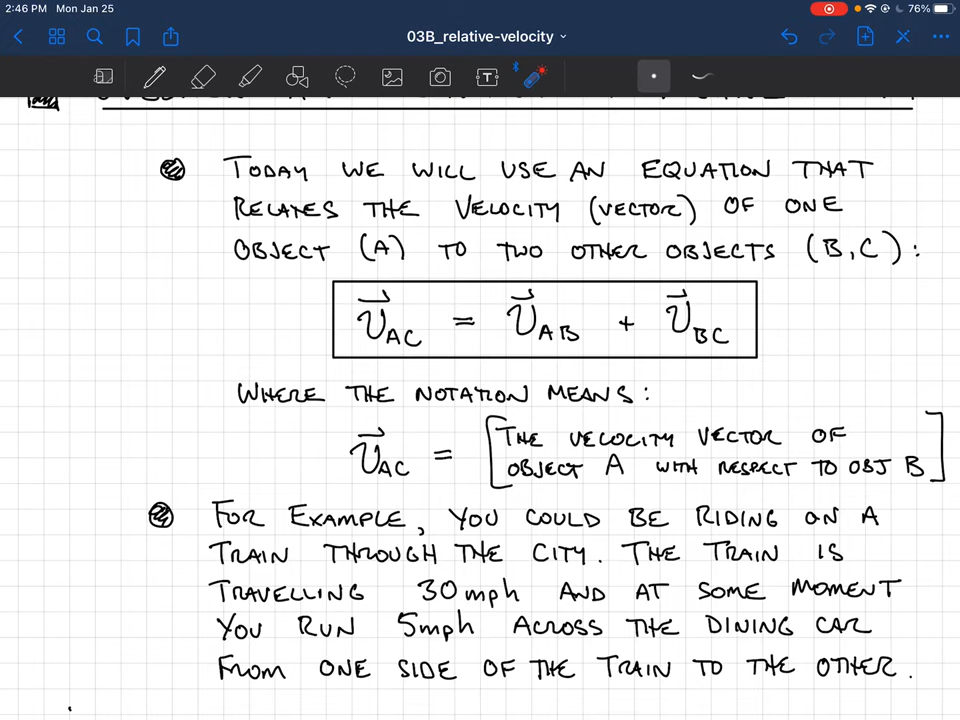 2:46 PM Mon Jan 25 76%
03B_relative-velocity
T
TODAY WE WILL USE AN EQUATION THAT
RELATES THE VELOCITY (VECTOR) OF ONE
OBJECT (A) TO TWO OTHER OBJECTS (B,C):
v⃗AC = v⃗AB + v⃗BC
WHERE THE NOTATION MEANS:
v⃗AC = [THE VELOCITY VECTOR OF
OBJECT A WITH RESPECT TO OBJ B]
FOR EXAMPLE, YOU COULD BE RIDING ON A
TRAIN THROUGH THE CITY. THE TRAIN IS
TRAVELLING 30mph AND AT SOME MOMENT
YOU RUN 5mph ACROSS THE DINING CAR
FROM ONE SIDE OF THE TRAIN TO THE OTHER.